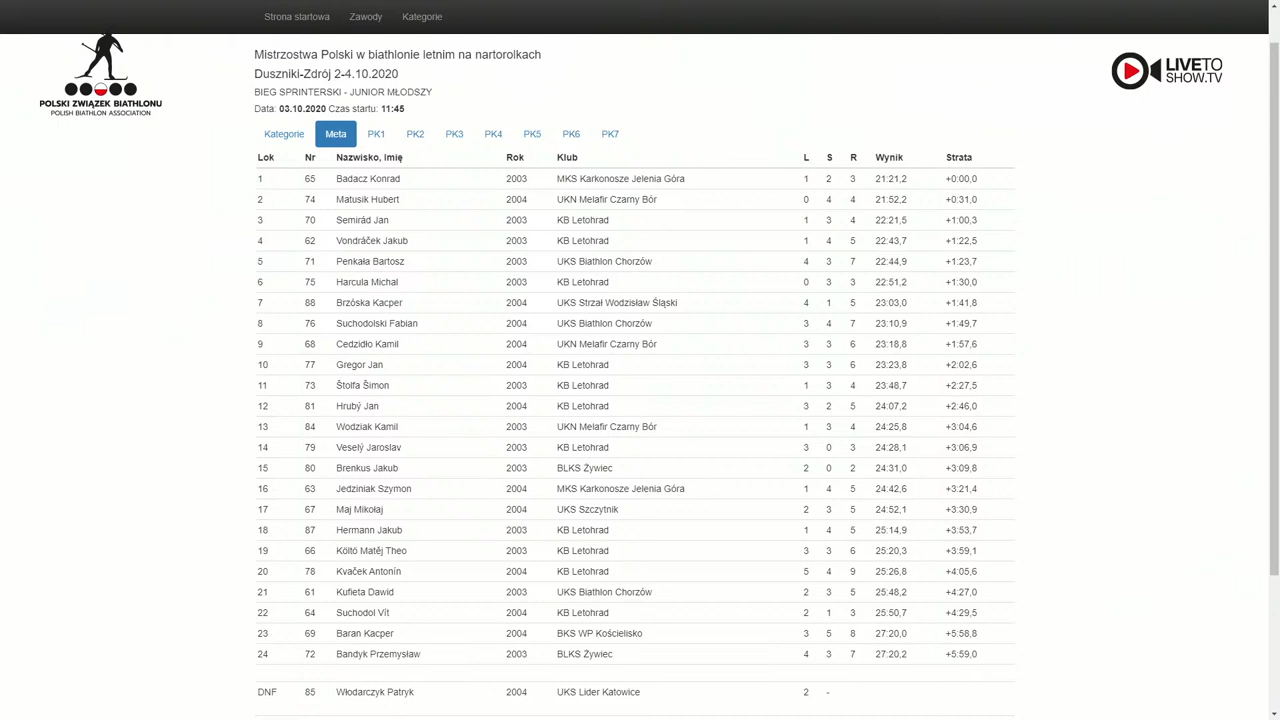 Strona startowa Zawody Kategorie
POLSKI ZWIĄZEK BIATHLONU
POLISH BIATHLON ASSOCIATION
Mistrzostwa Polski w biathlonie letnim na nartorolkach
Duszniki-Zdrój 2-4.10.2020
BIEG SPRINTERSKI - JUNIOR MŁODSZY
Data: 03.10.2020 Czas startu: 11:45
LIVETO
SHOW.TV
Kategorie Meta PK1 PK2 PK3 PK4 PK5 PK6 PK7
Lok Nr Nazwisko, Imię Rok Klub L S R Wynik Strata
1 65 Badacz Konrad 2003 MKS Karkonosze Jelenia Góra 1 2 3 21:21,2 +0:00,0
2 74 Matusik Hubert 2004 UKN Melafir Czarny Bór 0 4 4 21:52,2 +0:31,0
3 70 Semirád Jan 2003 KB Letohrad 1 3 4 22:21,5 +1:00,3
4 62 Vondráček Jakub 2003 KB Letohrad 1 4 5 22:43,7 +1:22,5
5 71 Penkała Bartosz 2003 UKS Biathlon Chorzów 4 3 7 22:44,9 +1:23,7
6 75 Harcula Michal 2003 KB Letohrad 0 3 3 22:51,2 +1:30,0
7 88 Brzóska Kacper 2004 UKS Strzał Wodzisław Śląski 4 1 5 23:03,0 +1:41,8
8 76 Suchodolski Fabian 2004 UKS Biathlon Chorzów 3 4 7 23:10,9 +1:49,7
9 68 Cedzidło Kamil 2004 UKN Melafir Czarny Bór 3 3 6 23:18,8 +1:57,6
10 77 Gregor Jan 2004 KB Letohrad 3 3 6 23:23,8 +2:02,6
11 73 Štolfa Šimon 2003 KB Letohrad 1 3 4 23:48,7 +2:27,5
12 81 Hrubý Jan 2004 KB Letohrad 3 2 5 24:07,2 +2:46,0
13 84 Wodziak Kamil 2004 UKN Melafir Czarny Bór 1 3 4 24:25,8 +3:04,6
14 79 Veselý Jaroslav 2003 KB Letohrad 3 0 3 24:28,1 +3:06,9
15 80 Brenkus Jakub 2003 BLKS Żywiec 2 0 2 24:31,0 +3:09,8
16 63 Jedziniak Szymon 2004 MKS Karkonosze Jelenia Góra 1 4 5 24:42,6 +3:21,4
17 67 Maj Mikołaj 2004 UKS Szczytnik 2 3 5 24:52,1 +3:30,9
18 87 Hermann Jakub 2003 KB Letohrad 1 4 5 25:14,9 +3:53,7
19 66 Költö Matěj Theo 2003 KB Letohrad 3 3 6 25:20,3 +3:59,1
20 78 Kvaček Antonín 2004 KB Letohrad 5 4 9 25:26,8 +4:05,6
21 61 Kufieta Dawid 2003 UKS Biathlon Chorzów 2 3 5 25:48,2 +4:27,0
22 64 Suchodol Vít 2004 KB Letohrad 2 1 3 25:50,7 +4:29,5
23 69 Baran Kacper 2004 BKS WP Kościelisko 3 5 8 27:20,0 +5:58,8
24 72 Bandyk Przemysław 2003 BLKS Żywiec 4 3 7 27:20,2 +5:59,0
DNF 85 Włodarczyk Patryk 2004 UKS Lider Katowice 2 -